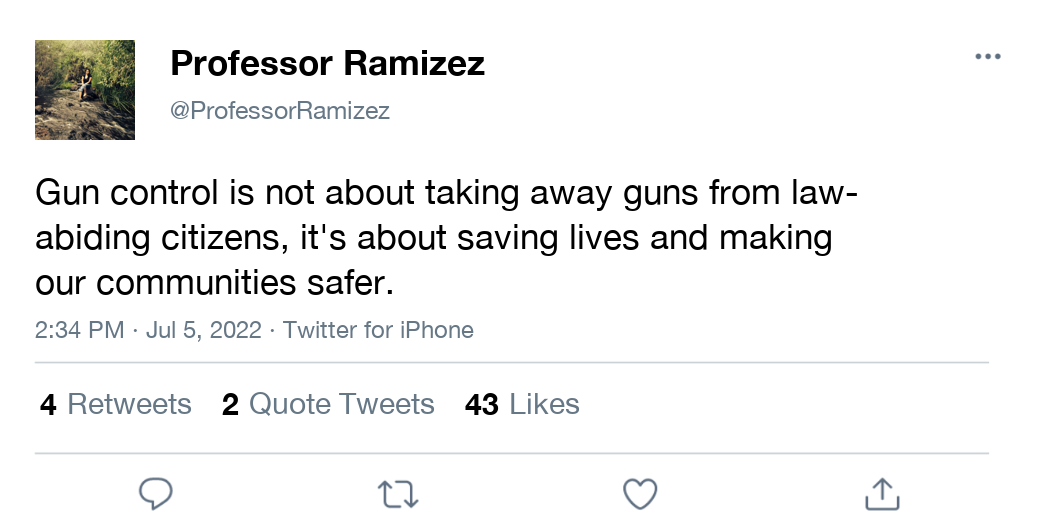 Professor Ramizez
@ProfessorRamizez
Gun control is not about taking away guns from law-
abiding citizens, it's about saving lives and making
our communities safer.
2:34 PM · Jul 5, 2022 · Twitter for iPhone
4 Retweets 2 Quote Tweets 43 Likes